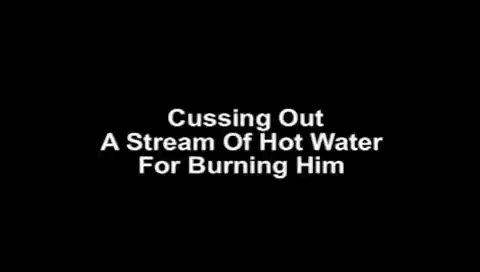 Cussing Out
A Stream Of Hot Water
For Burning Him